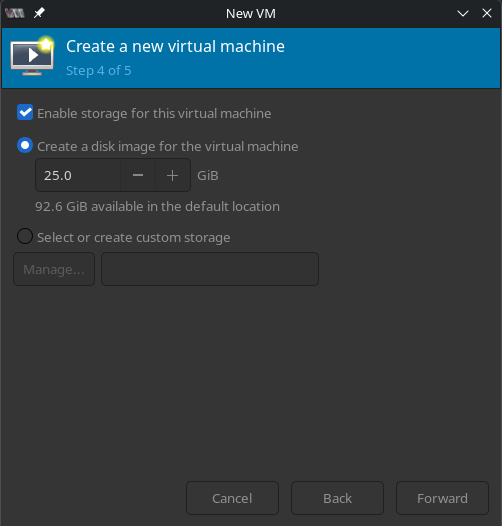 New VM
Create a new virtual machine
Step 4 of 5
Enable storage for this virtual machine
Create a disk image for the virtual machine
25.0 − + GiB
92.6 GiB available in the default location
Select or create custom storage
Manage...
Cancel Back Forward